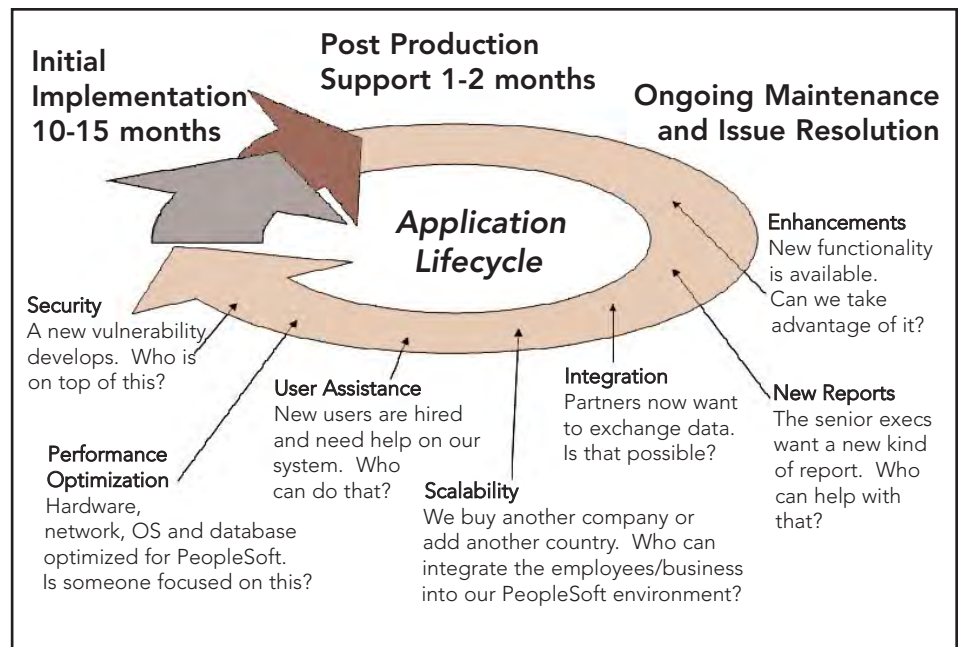 Initial
Implementation
10-15 months
Post Production
Support 1-2 months
Ongoing Maintenance
and Issue Resolution
Application
Lifecycle
Enhancements
New functionality
is available.
Can we take
advantage of it?
New Reports
The senior execs
want a new kind
of report. Who
can help with
that?
Integration
Partners now want
to exchange data.
Is that possible?
Scalability
We buy another company or
add another country. Who can
integrate the employees/business
into our PeopleSoft environment?
User Assistance
New users are hired
and need help on our
system. Who
can do that?
Performance
Optimization
Hardware,
network, OS and database
optimized for PeopleSoft.
Is someone focused on this?
Security
A new vulnerability
develops. Who is
on top of this?